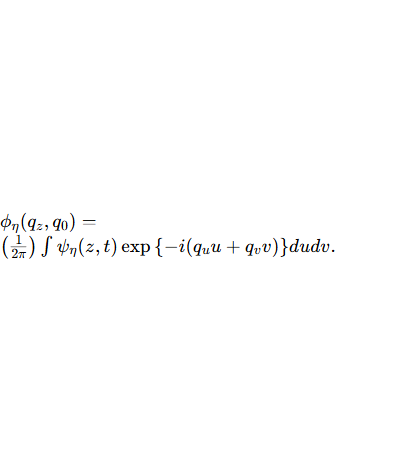 ϕ_η(q_z, q_0) =
(1/2π) ∫ ψ_η(z, t) exp {−i(q_u u + q_v v)}dudv.